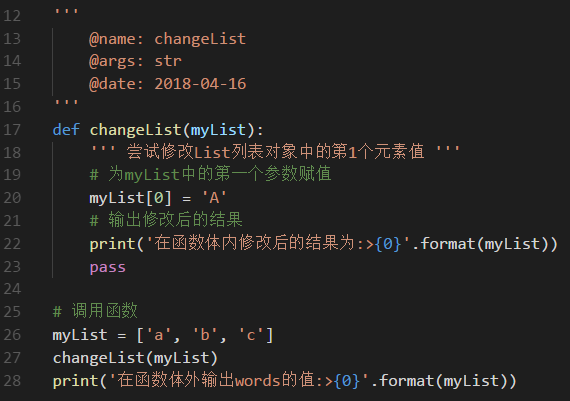 12 '''
13     @name: changeList
14     @args: str
15     @date: 2018-04-16
16 '''
17 def changeList(myList):
18     ''' 尝试修改List列表对象中的第1个元素值 '''
19     # 为myList中的第一个参数赋值
20     myList[0] = 'A'
21     # 输出修改后的结果
22     print('在函数体内修改后的结果为:>{0}'.format(myList))
23     pass
24
25 # 调用函数
26 myList = ['a', 'b', 'c']
27 changeList(myList)
28 print('在函数体外输出words的值:>{0}'.format(myList))